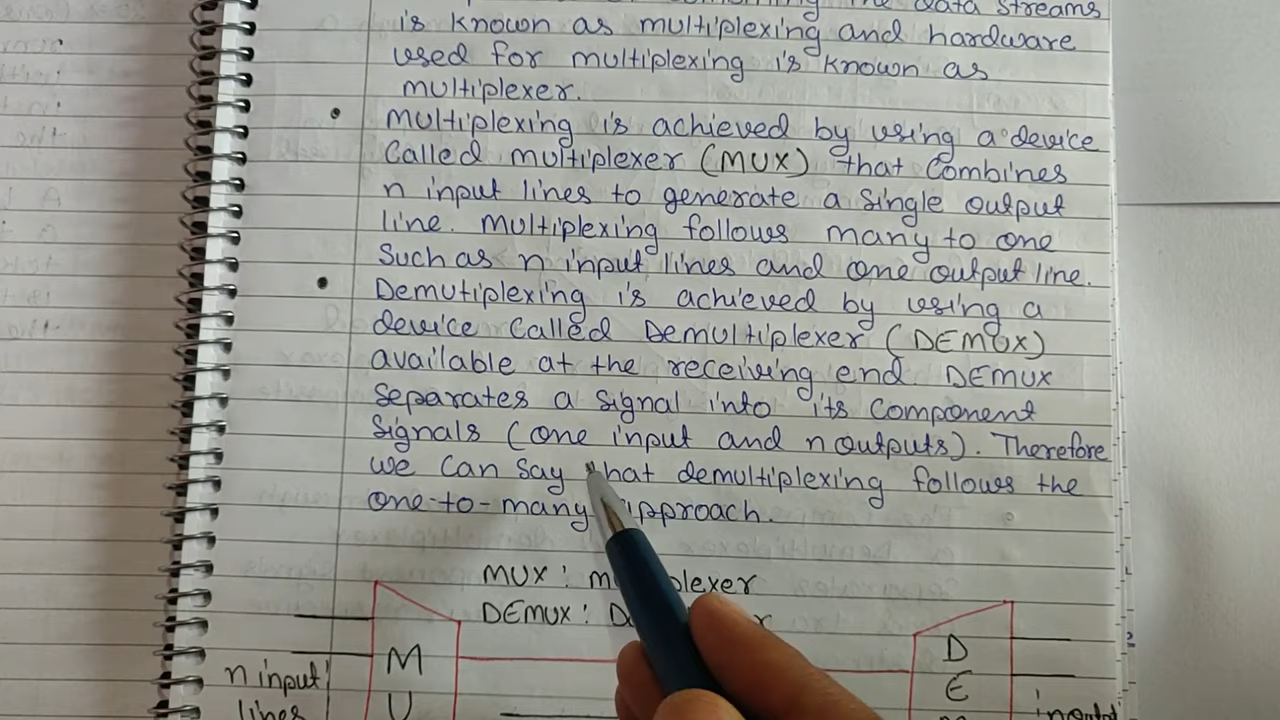 the data streams
is known as multiplexing and hardware
used for multiplexing is known as
multiplexer.
• multiplexing is achieved by using a device
called multiplexer (MUX) that combines
n input lines to generate a single output
line. multiplexing follows many to one
Such as n input lines and one output line.
• Demutiplexing is achieved by using a
device called Demultiplexer (DEMUX)
available at the receiving end. DEMUX
separates a signal into its component
signals (one input and n outputs). Therefore
we can say that demultiplexing follows the
one-to-many approach.
MUX :
DEMUX :
n input
lines
M
U
D
E